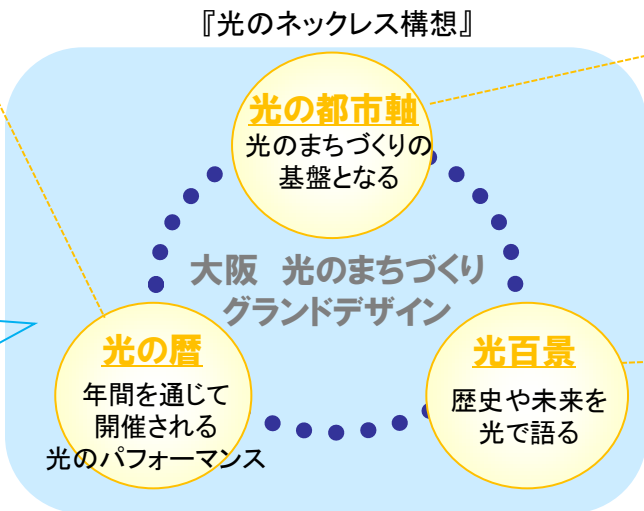 『光のネックレス構想』
光の都市軸
光のまちづくりの
基盤となる
大阪　光のまちづくり
グランドデザイン
光の暦
年間を通じて
開催される
光のパフォーマンス
光百景
歴史や未来を
光で語る